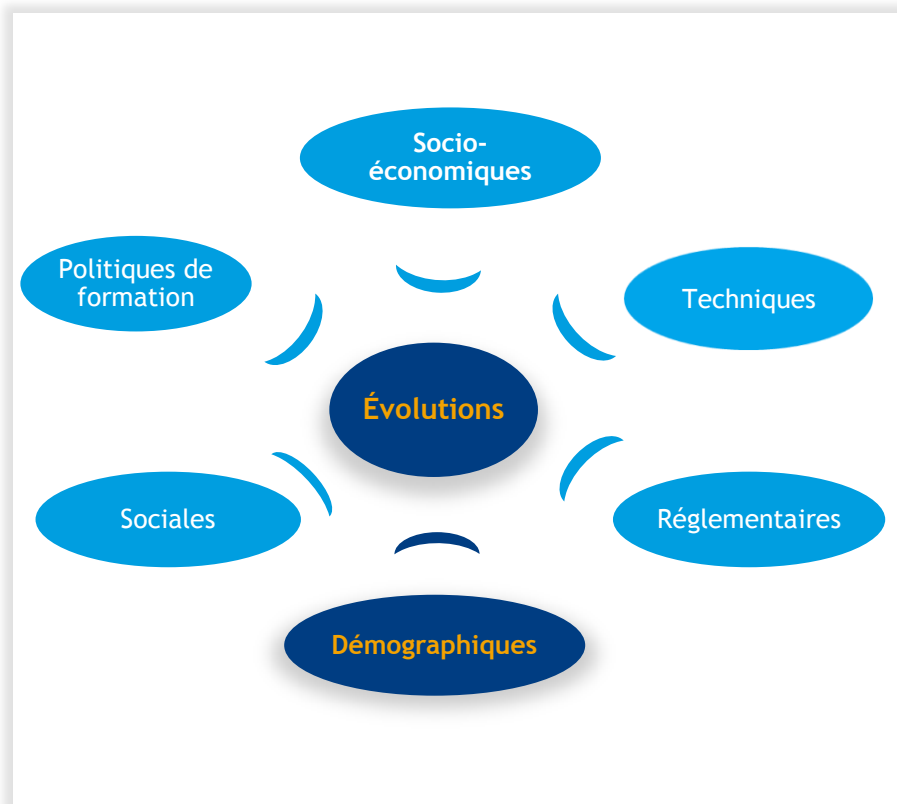 Socio-
économiques
Politiques de
formation
Techniques
Évolutions
Sociales
Réglementaires
Démographiques